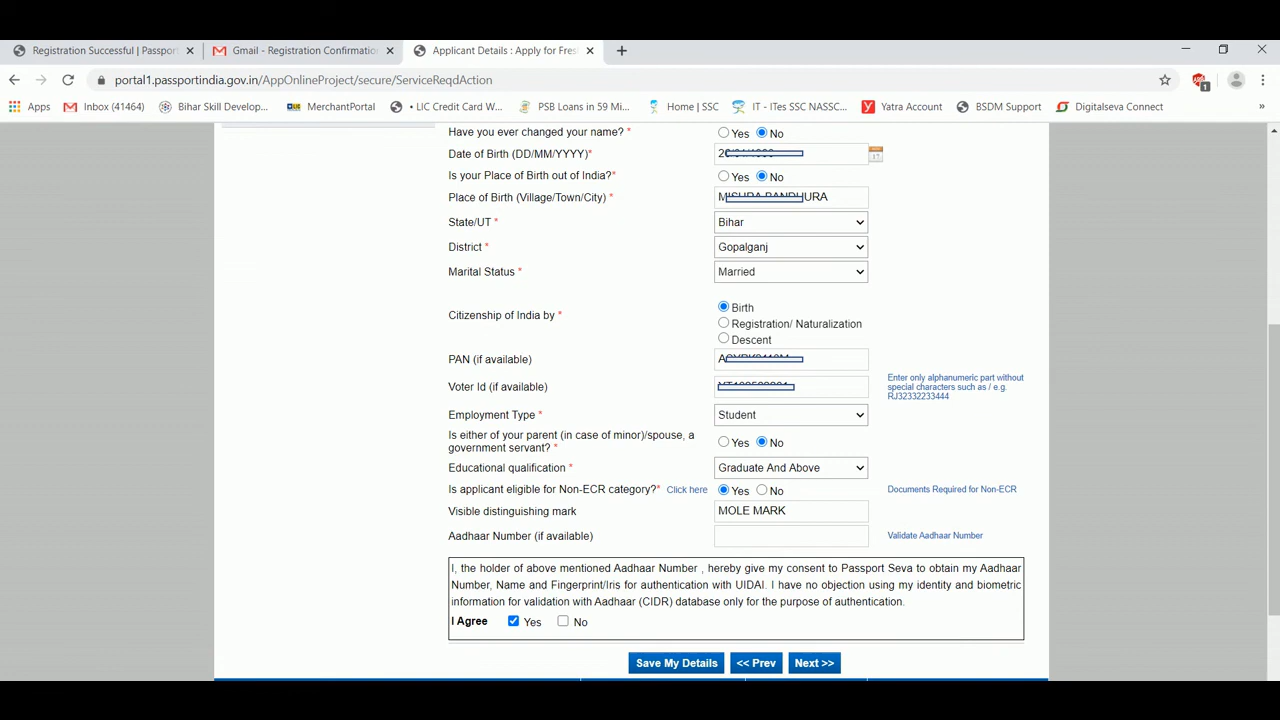 Registration Successful | Passport
Gmail - Registration Confirmation
Applicant Details : Apply for Fres
portal1.passportindia.gov.in/AppOnlineProject/secure/ServiceReqdAction
1
Apps
Inbox (41464)
Bihar Skill Develop...
MerchantPortal
• LIC Credit Card W...
PSB Loans in 59 Mi...
Home | SSC
IT - ITes SSC NASSC...
Yatra Account
BSDM Support
Digitalseva Connect
»
Have you ever changed your name? * Yes No
Date of Birth (DD/MM/YYYY)*
Is your Place of Birth out of India?* Yes No
Place of Birth (Village/Town/City) *
State/UT * Bihar
District * Gopalganj
Marital Status * Married
Birth
Citizenship of India by *
Registration/ Naturalization
Descent
PAN (if available)
Voter Id (if available)
Enter only alphanumeric part without
special characters such as / e.g.
RJ32332233444
Employment Type * Student
Is either of your parent (in case of minor)/spouse, a
government servant? * Yes No
Educational qualification * Graduate And Above
Is applicant eligible for Non-ECR category?* Click here Yes No Documents Required for Non-ECR
Visible distinguishing mark MOLE MARK
Aadhaar Number (if available) Validate Aadhaar Number
I, the holder of above mentioned Aadhaar Number , hereby give my consent to Passport Seva to obtain my Aadhaar
Number, Name and Fingerprint/Iris for authentication with UIDAI. I have no objection using my identity and biometric
information for validation with Aadhaar (CIDR) database only for the purpose of authentication.
I Agree Yes No
Save My Details << Prev Next >>